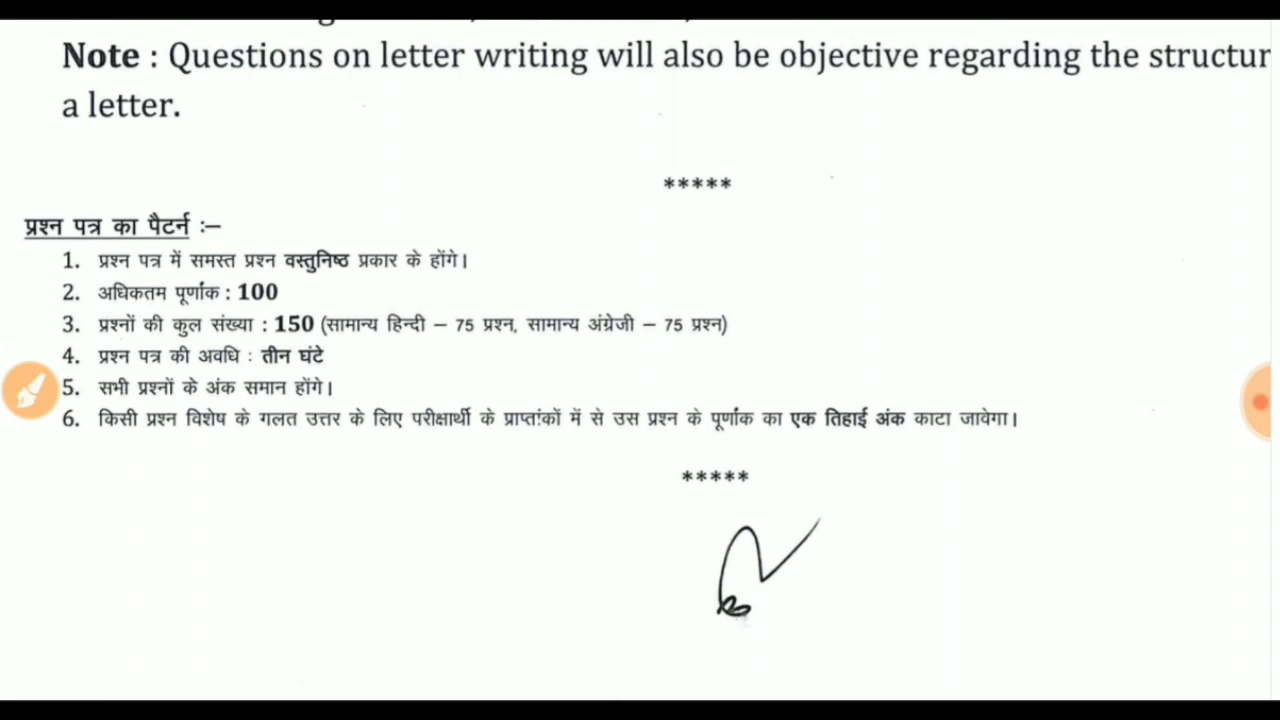 Note : Questions on letter writing will also be objective regarding the structur
a letter.
*****
प्रश्न पत्र का पैटर्न :–
1. प्रश्न पत्र में समस्त प्रश्न वस्तुनिष्ठ प्रकार के होंगे।
2. अधिकतम पूर्णांक : 100
3. प्रश्नों की कुल संख्या : 150 (सामान्य हिन्दी – 75 प्रश्न, सामान्य अंग्रेजी – 75 प्रश्न)
4. प्रश्न पत्र की अवधि : तीन घंटे
5. सभी प्रश्नों के अंक समान होंगे।
6. किसी प्रश्न विशेष के गलत उत्तर के लिए परीक्षार्थी के प्राप्तांकों में से उस प्रश्न के पूर्णांक का एक तिहाई अंक काटा जावेगा।
*****